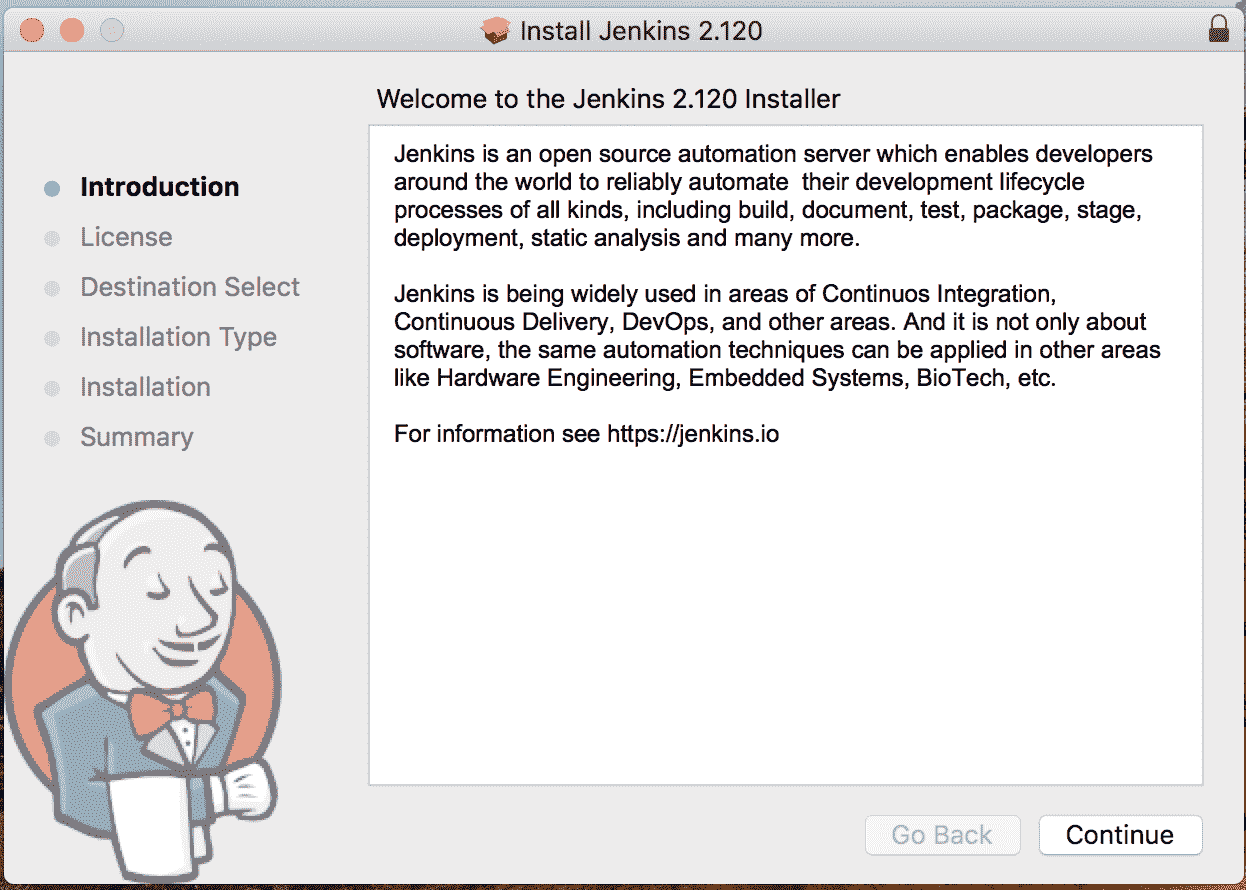 Install Jenkins 2.120
Welcome to the Jenkins 2.120 Installer
Introduction
License
Destination Select
Installation Type
Installation
Summary
Jenkins is an open source automation server which enables developers
around the world to reliably automate  their development lifecycle
processes of all kinds, including build, document, test, package, stage,
deployment, static analysis and many more.
Jenkins is being widely used in areas of Continuos Integration,
Continuous Delivery, DevOps, and other areas. And it is not only about
software, the same automation techniques can be applied in other areas
like Hardware Engineering, Embedded Systems, BioTech, etc.
For information see https://jenkins.io
Go Back
Continue